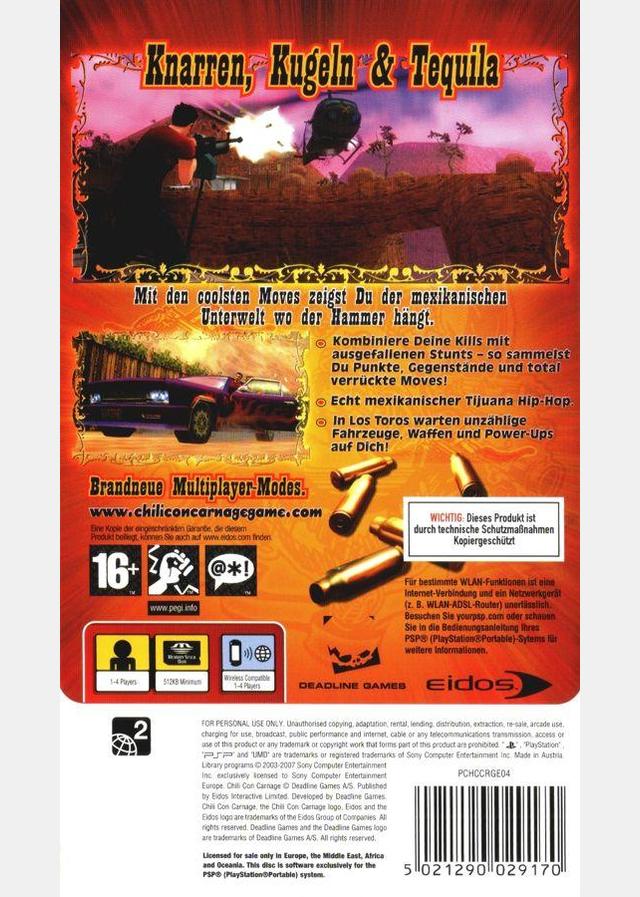 Knarren, Kugeln & Tequila
Mit den coolsten Moves zeigst Du der mexikanischen
Unterwelt wo der Hammer hängt.
Kombiniere Deine Kills mit
ausgefallenen Stunts – so sammelst
Du Punkte, Gegenstände und total
verrückte Moves!
Echt mexikanischer Tijuana Hip-Hop.
In Los Toros warten unzählige
Fahrzeuge, Waffen und Power-Ups
auf Dich!
Brandneue Multiplayer-Modes.
www.chiliconcarnagegame.com
Eine Kopie der eingeschränkten Garantie, die diesem
Produkt beiliegt, können Sie auch auf www.eidos.com finden.
WICHTIG: Dieses Produkt ist
durch technische Schutzmaßnahmen
Kopiergeschützt
16+
@*!
www.pegi.info
Für bestimmte WLAN-Funktionen ist eine
Internet-Verbindung und ein Netzwerkgerät
(z. B. WLAN-ADSL-Router) unerlässlich.
Besuchen Sie yourpsp.com oder schauen
Sie in die Bedienungsanleitung Ihres
PSP® (PlayStation®Portable)-Sytems für
weitere Informationen.
1-4 Players
512KB Minimum
Wireless Compatible
1-4 Players
DEADLINE GAMES
eidos
2
FOR PERSONAL USE ONLY. Unauthorised copying, adaptation, rental, lending, distribution, extraction, re-sale, arcade use,
charging for use, broadcast, public performance and internet, cable or any telecommunications transmission, access or
use of this product or any trademark or copyright work that forms part of this product are prohibited. " ", "PlayStation",
"PSP" and "UMD" are trademarks or registered trademarks of Sony Computer Entertainment Inc. Made in Austria.
Library programs ©2003-2007 Sony Computer Entertainment
Inc. exclusively licensed to Sony Computer Entertainment
Europe. Chili Con Carnage © Deadline Games A/S. Published
by Eidos Interactive Limited. Developed by Deadline Games.
Chili Con Carnage, the Chili Con Carnage logo, Eidos and the
Eidos logo are trademarks of the Eidos Group of Companies. All
rights reserved. Deadline Games and the Deadline Games logo
are trademarks of Deadline Games A/S. All rights reserved.
Licensed for sale only in Europe, the Middle East, Africa
and Oceania. This disc is software exclusively for the
PSP® (PlayStation®Portable) system.
PCHCCRGE04
5 021290 029170